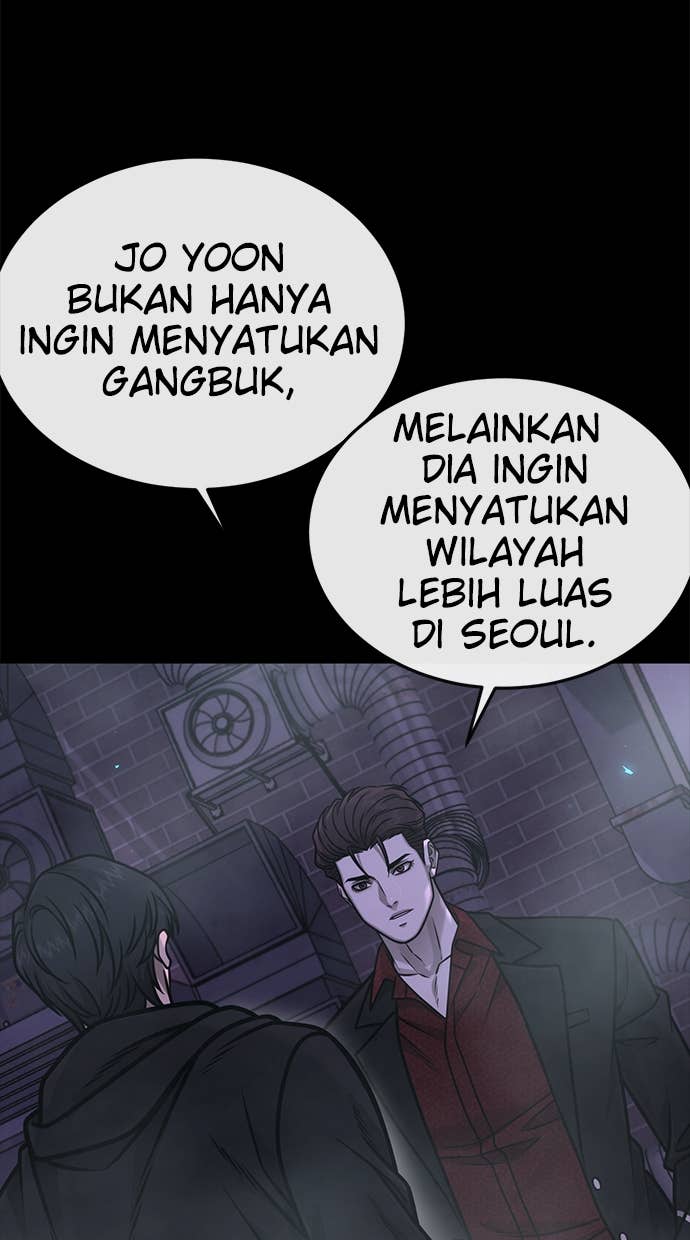 JO YOON
BUKAN HANYA
INGIN MENYATUKAN
GANGBUK,
MELAINKAN
DIA INGIN
MENYATUKAN
WILAYAH
LEBIH LUAS
DI SEOUL.